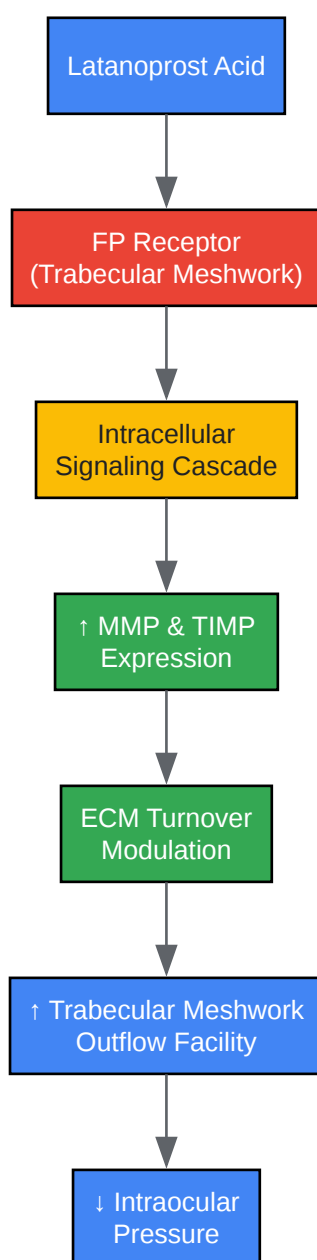 Latanoprost Acid
FP Receptor
(Trabecular Meshwork)
Intracellular
Signaling Cascade
↑ MMP & TIMP
Expression
ECM Turnover
Modulation
↑ Trabecular Meshwork
Outflow Facility
↓ Intraocular
Pressure